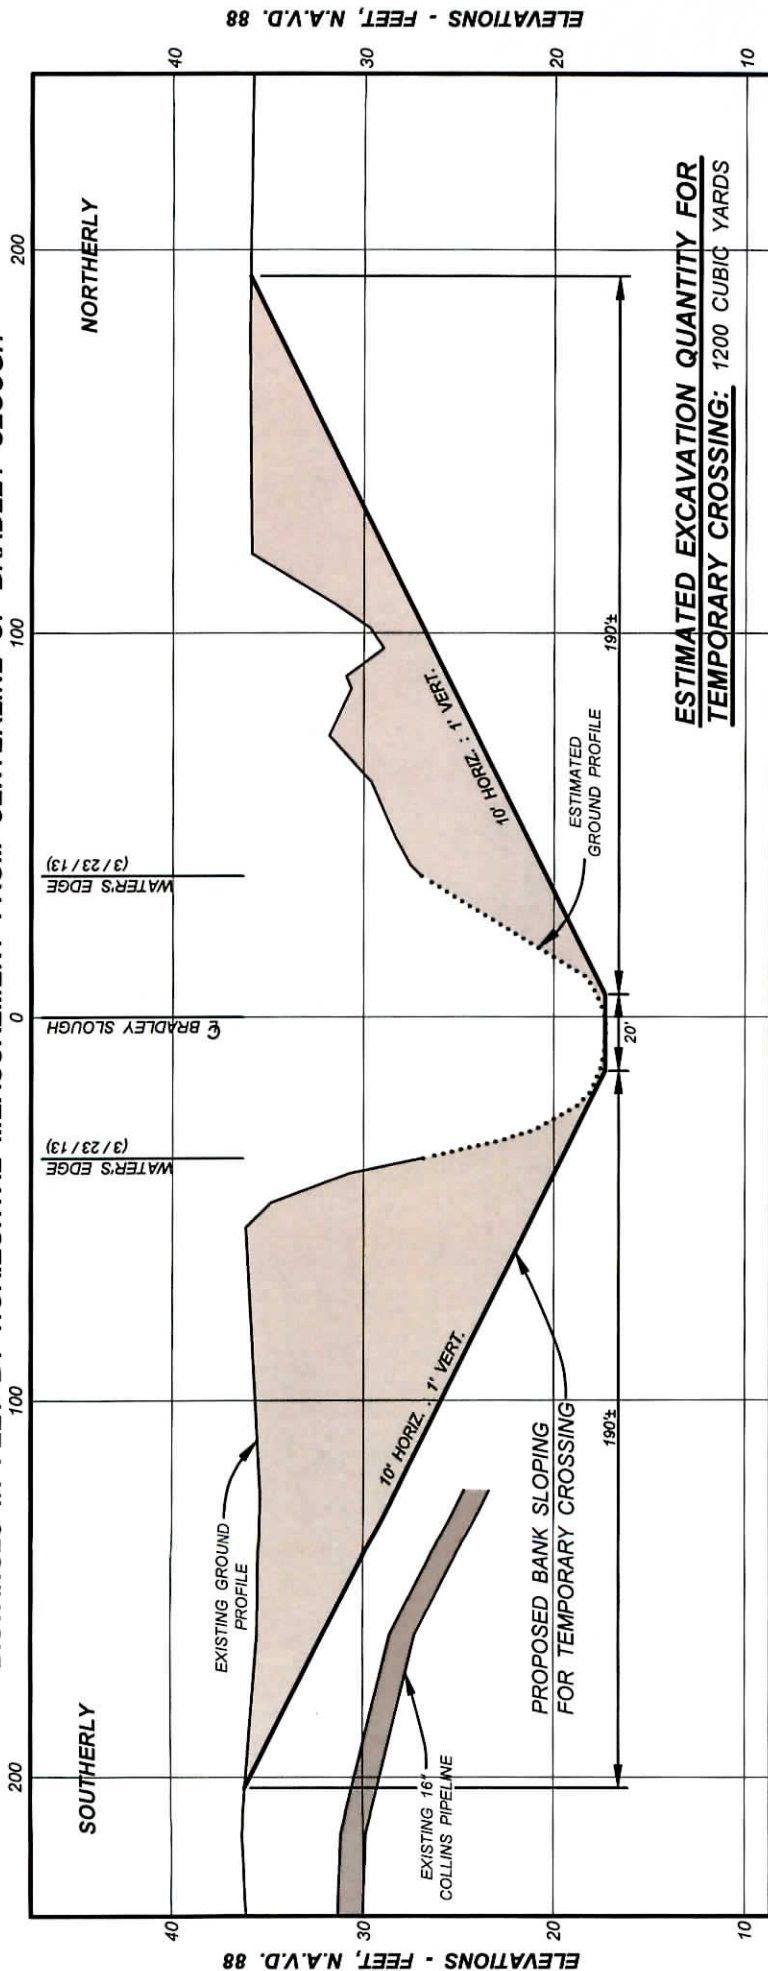 200
100
0
100
200
SOUTHERLY
NORTHERLY
WATER'S EDGE
(3/23/13)
℄ BRADLEY SLOUGH
WATER'S EDGE
(3/23/13)
40
30
20
10
ELEVATIONS - FEET, N.A.V.D. 88
40
30
20
10
ELEVATIONS - FEET, N.A.V.D. 88
EXISTING GROUND
PROFILE
10' HORIZ. : 1' VERT.
10' HORIZ. : 1' VERT.
EXISTING 16"
COLLINS PIPELINE
PROPOSED BANK SLOPING
FOR TEMPORARY CROSSING
ESTIMATED
GROUND PROFILE
190'±
20'
190'±
ESTIMATED EXCAVATION QUANTITY FOR
TEMPORARY CROSSING: 1200 CUBIC YARDS